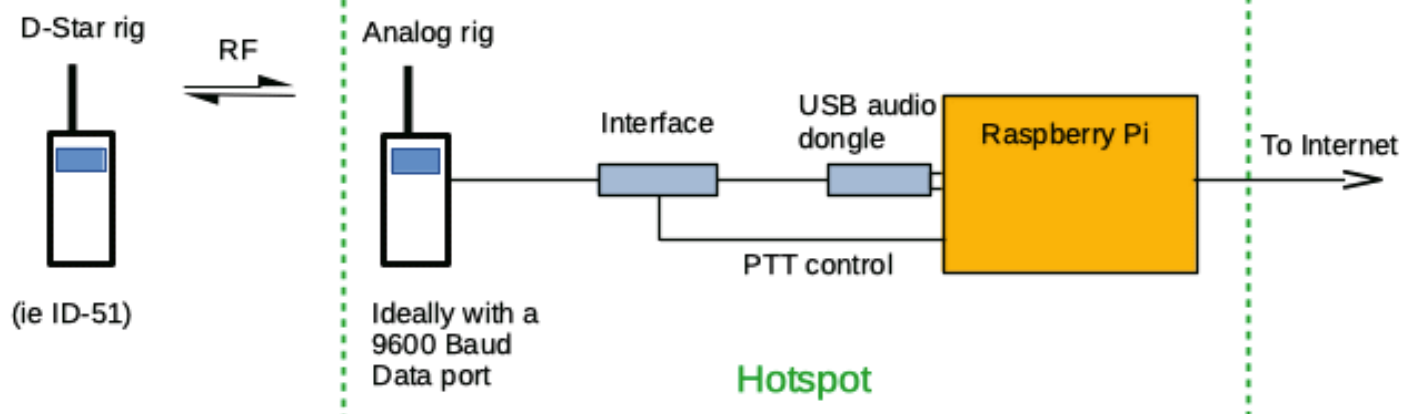 D-Star rig
RF
(ie ID-51)
Analog rig
Ideally with a
9600 Baud
Data port
Interface
USB audio
dongle
PTT control
Raspberry Pi
Hotspot
To Internet